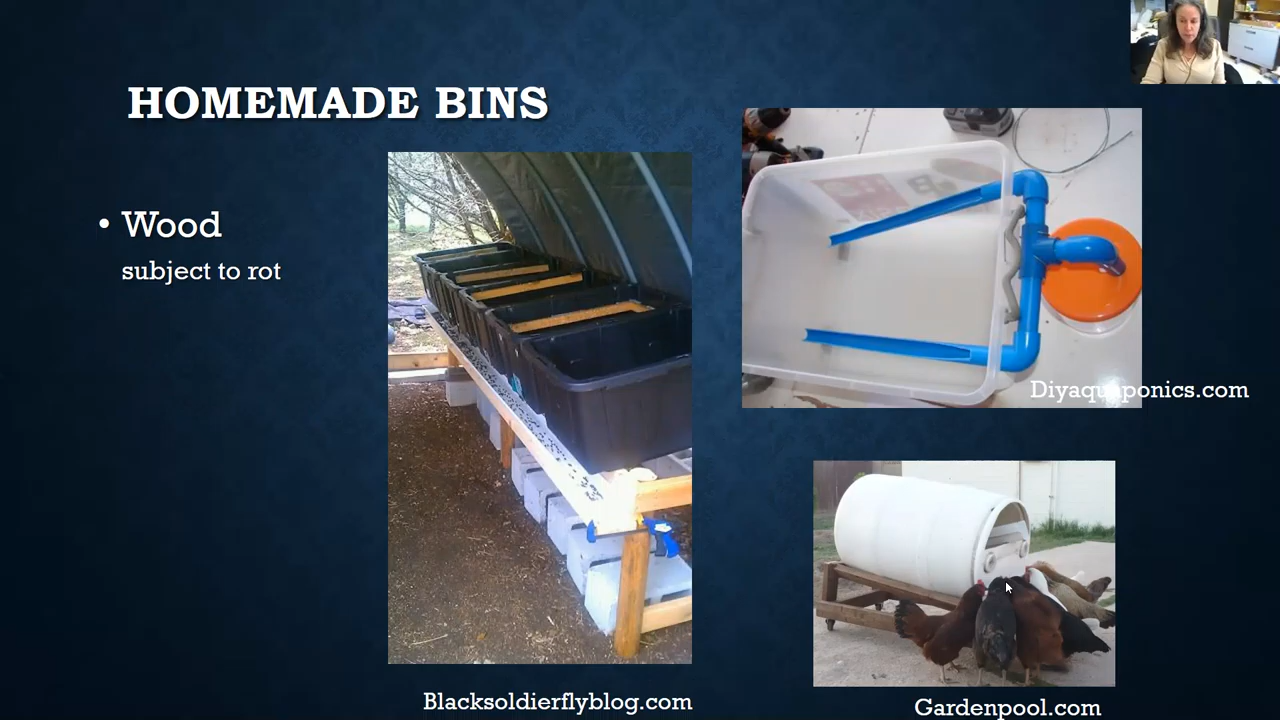 HOMEMADE BINS
• Wood
subject to rot
Diyaquaponics.com
Blacksoldierflyblog.com
Gardenpool.com